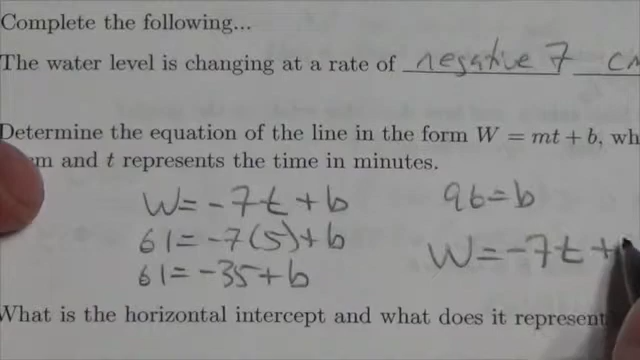 Complete the following...
The water level is changing at a rate of negative 7 cm
Determine the equation of the line in the form W = mt + b, wh
m and t represents the time in minutes.
W = -7t + b
61 = -7(5) + b
61 = -35 + b
96 = b
W = -7t +
What is the horizontal intercept and what does it represent